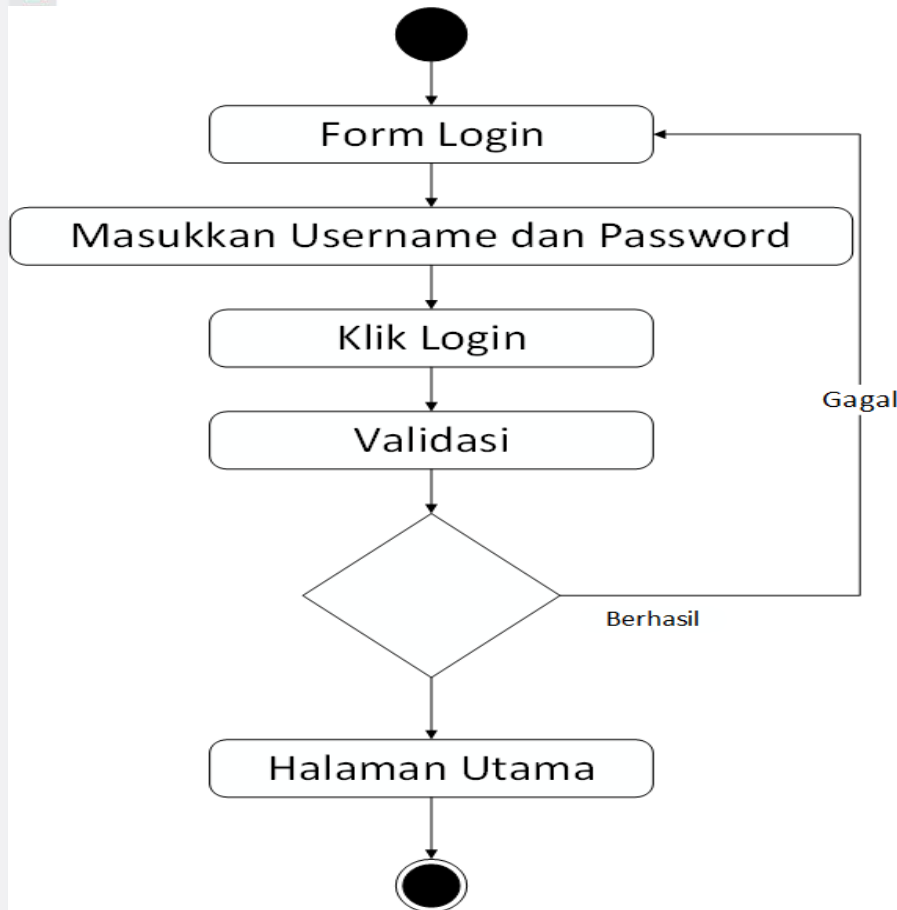 Form Login
Masukkan Username dan Password
Klik Login
Gagal
Validasi
Berhasil
Halaman Utama